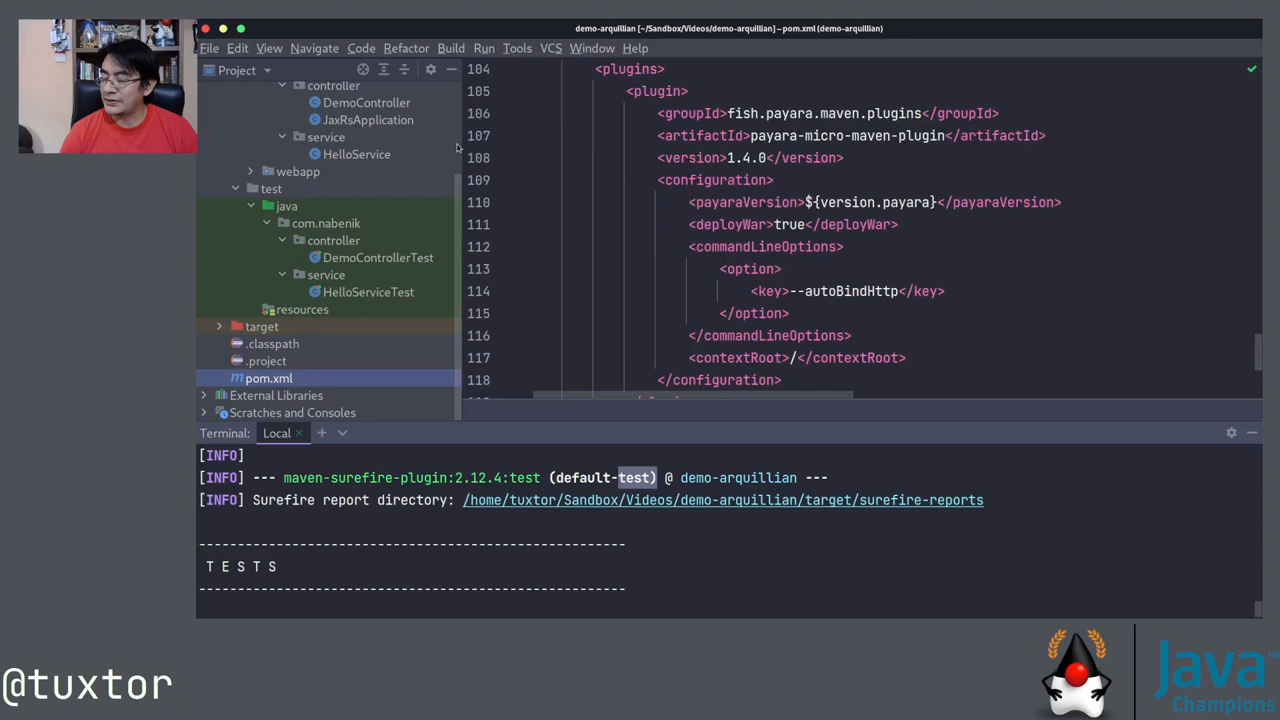 demo-arquillian [~/Sandbox/Videos/demo-arquillian] – pom.xml (demo-arquillian)
File Edit View Navigate Code Refactor Build Run Tools VCS Window Help
Project
controller
DemoController
JaxRsApplication
service
HelloService
webapp
test
java
com.nabenik
controller
DemoControllerTest
service
HelloServiceTest
resources
target
.classpath
.project
pom.xml
External Libraries
Scratches and Consoles
104 <plugins>
105 <plugin>
106 <groupId>fish.payara.maven.plugins</groupId>
107 <artifactId>payara-micro-maven-plugin</artifactId>
108 <version>1.4.0</version>
109 <configuration>
110 <payaraVersion>${version.payara}</payaraVersion>
111 <deployWar>true</deployWar>
112 <commandLineOptions>
113 <option>
114 <key>--autoBindHttp</key>
115 </option>
116 </commandLineOptions>
117 <contextRoot>/</contextRoot>
118 </configuration>
Terminal: Local
[INFO]
[INFO] --- maven-surefire-plugin:2.12.4:test (default-test) @ demo-arquillian ---
[INFO] Surefire report directory: /home/tuxtor/Sandbox/Videos/demo-arquillian/target/surefire-reports
-------------------------------------------------------
T E S T S
-------------------------------------------------------
@tuxtor
Java
Champions